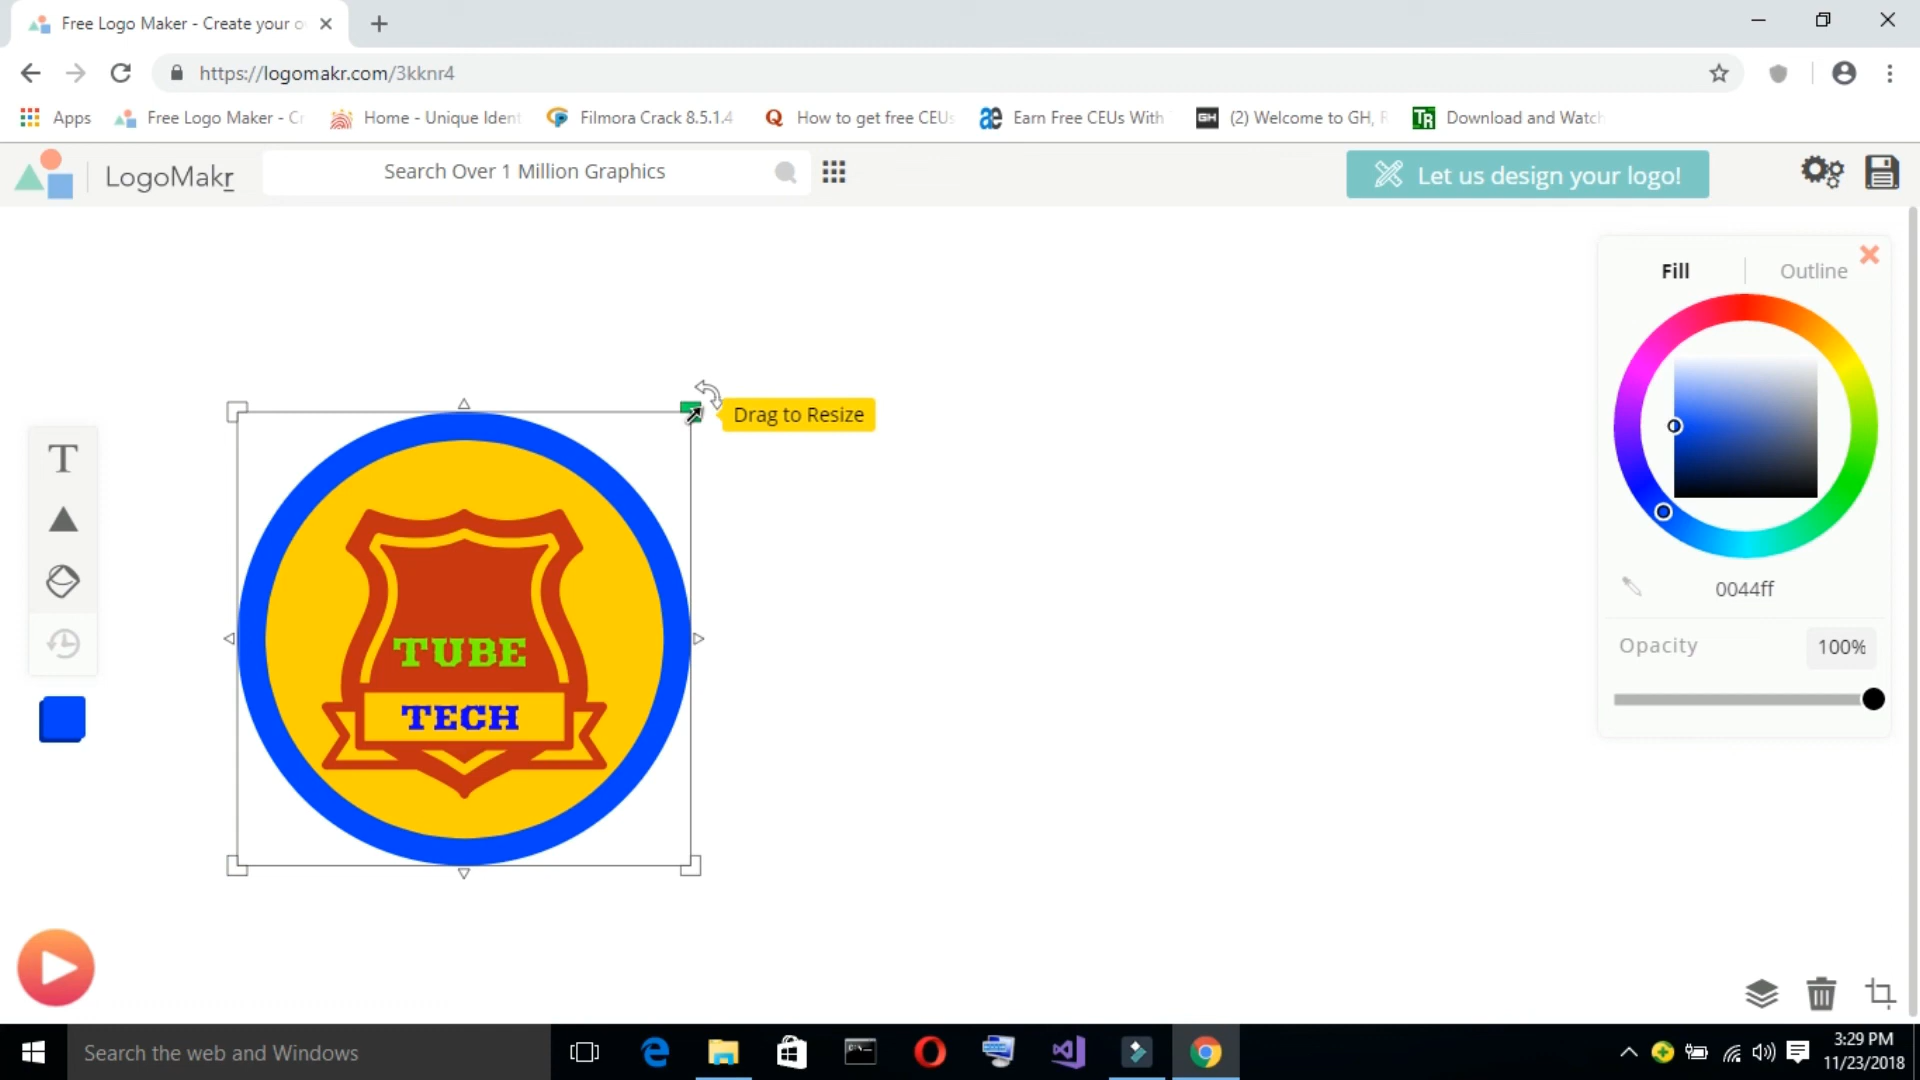 Free Logo Maker - Create your o
https://logomakr.com/3kknr4
Apps
Free Logo Maker - Cr
Home - Unique Ident
Filmora Crack 8.5.1.4
How to get free CEUs
Earn Free CEUs With
(2) Welcome to GH, R
Download and Watch
LogoMakr
Search Over 1 Million Graphics
Let us design your logo!
Fill
Outline
Drag to Resize
T
TUBE
TECH
0044ff
Opacity
100%
Search the web and Windows
3:29 PM
11/23/2018